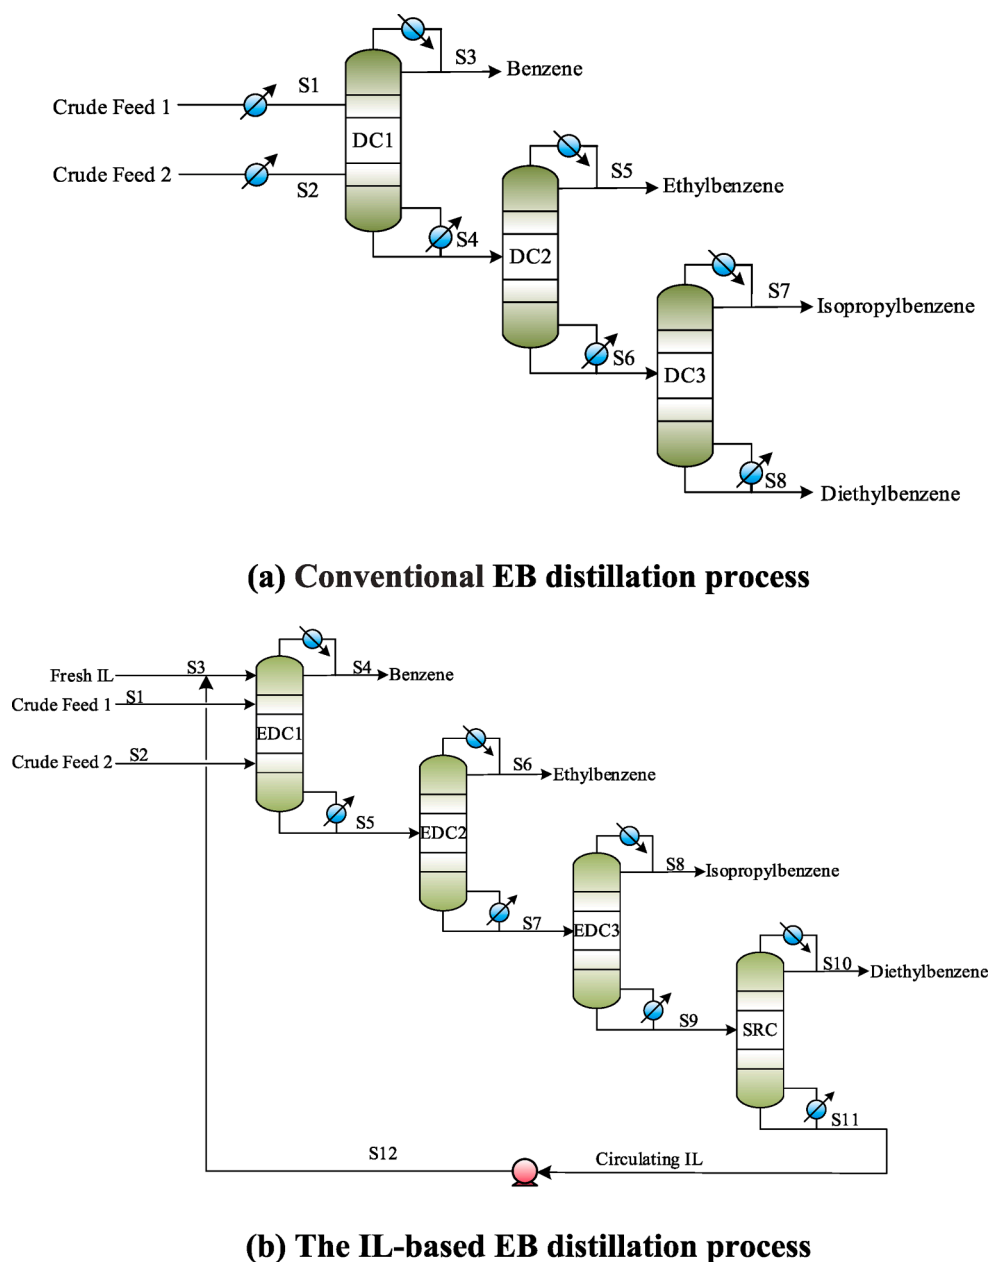 S3
Benzene
S1
Crude Feed 1
DC1
Crude Feed 2
S2
S5
Ethylbenzene
S4
DC2
S7
Isopropylbenzene
S6
DC3
S8
Diethylbenzene
(a) Conventional EB distillation process
Fresh IL
S3
S4
Benzene
S1
Crude Feed 1
EDC1
S2
Crude Feed 2
S6
Ethylbenzene
S5
EDC2
S8
Isopropylbenzene
S7
EDC3
S10
Diethylbenzene
S9
SRC
S11
S12
Circulating IL
(b) The IL-based EB distillation process